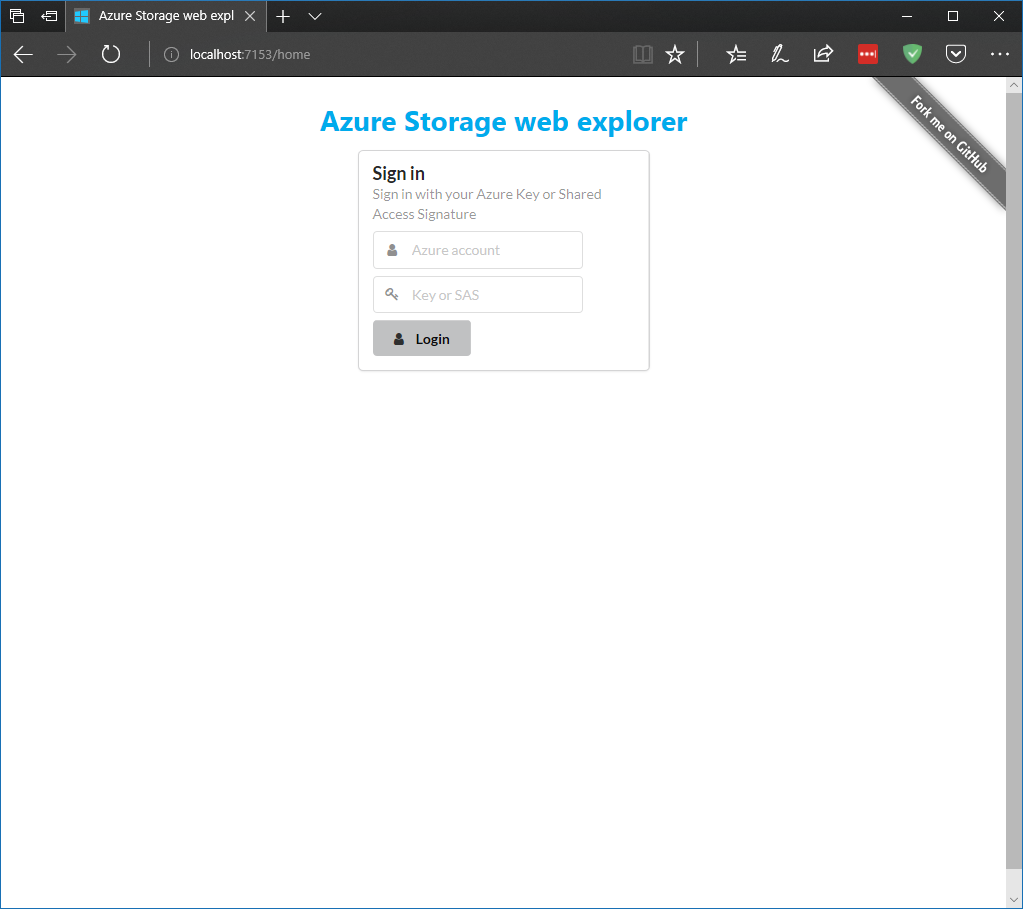 Azure Storage web expl
localhost:7153/home
Fork me on GitHub
Azure Storage web explorer
Sign in
Sign in with your Azure Key or Shared
Access Signature
Azure account
Key or SAS
Login